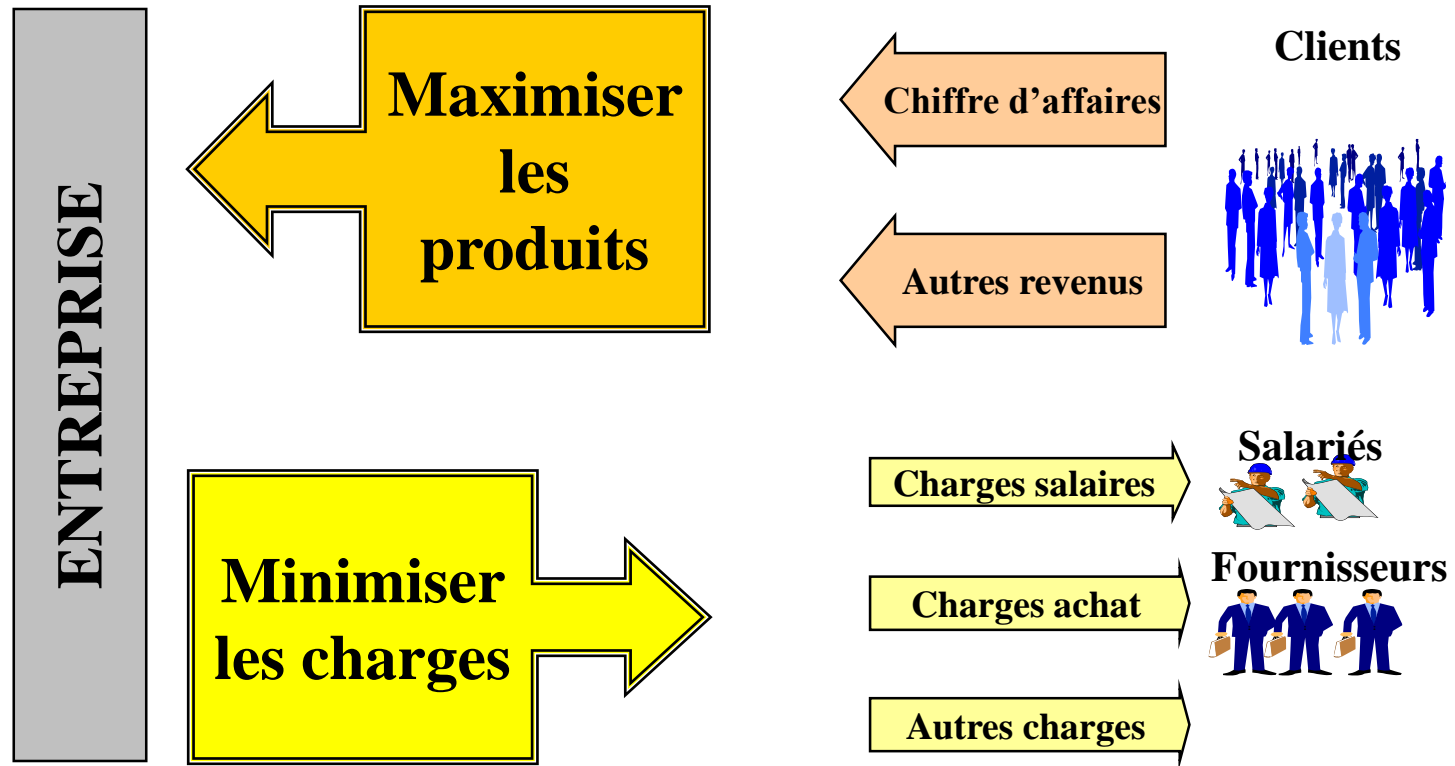 ENTREPRISE
Maximiser
les
produits
Chiffre d’affaires
Autres revenus
Clients
Minimiser
les charges
Charges salaires
Salariés
Charges achat
Fournisseurs
Autres charges